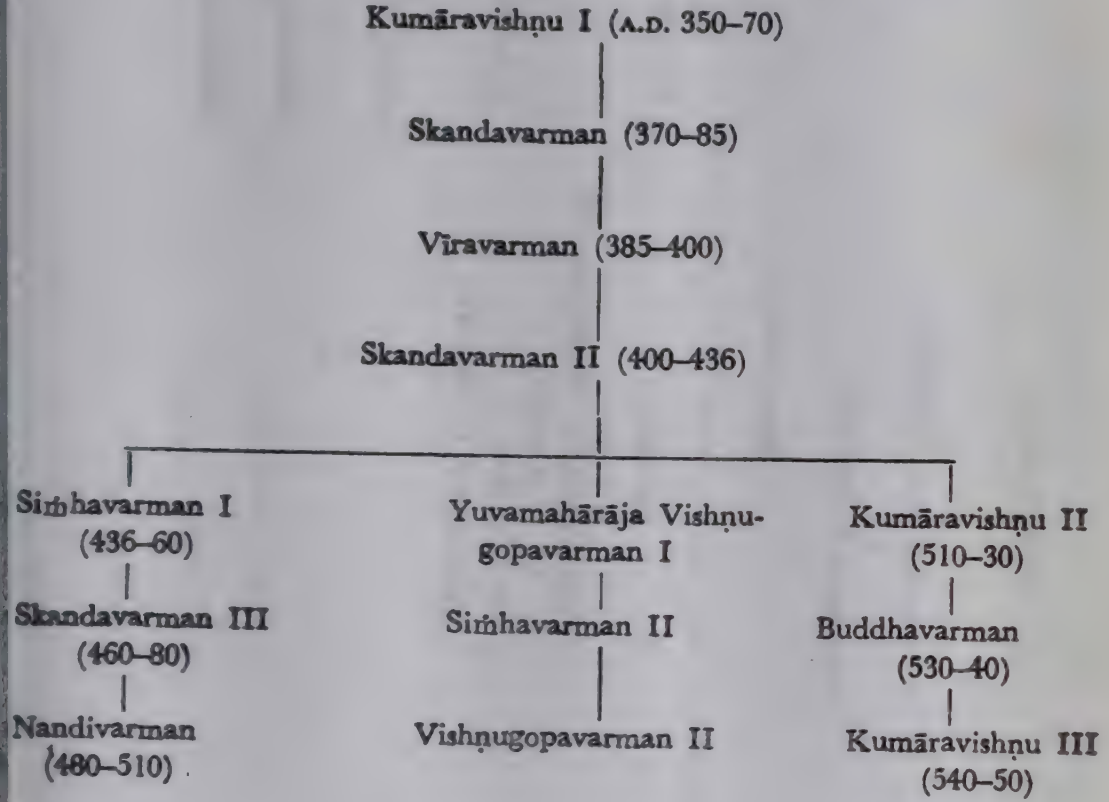 Kumāravishṇu I (A.D. 350–70)
Skandavarman (370–85)
Vīravarman (385–400)
Skandavarman II (400–436)
Siṁhavarman I
(436–60)
Skandavarman III
(460–80)
Nandivarman
(480–510)
Yuvamahārāja Vishṇu-
gopavarman I
Siṁhavarman II
Vishṇugopavarman II
Kumāravishṇu II
(510–30)
Buddhavarman
(530–40)
Kumāravishṇu III
(540–50)